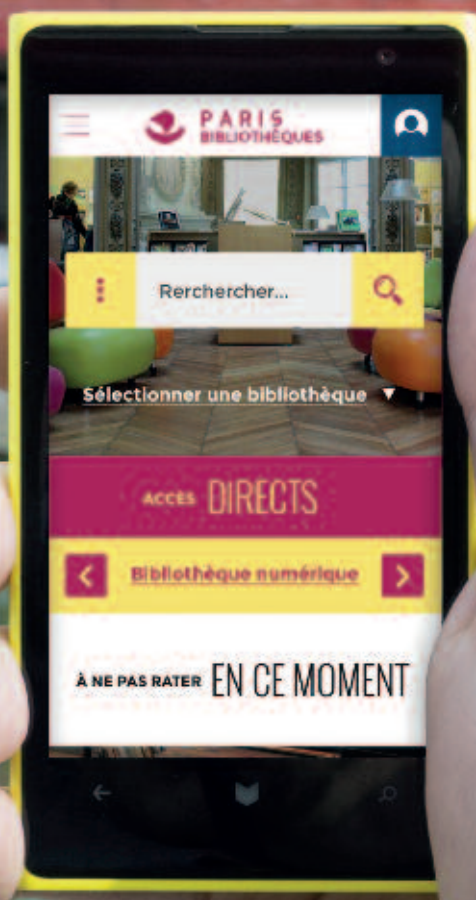 PARIS
BIBLIOTHÈQUES
Rerchercher...
Sélectionner une bibliothèque
ACCÈS DIRECTS
Bibliothèque numérique
À NE PAS RATER EN CE MOMENT